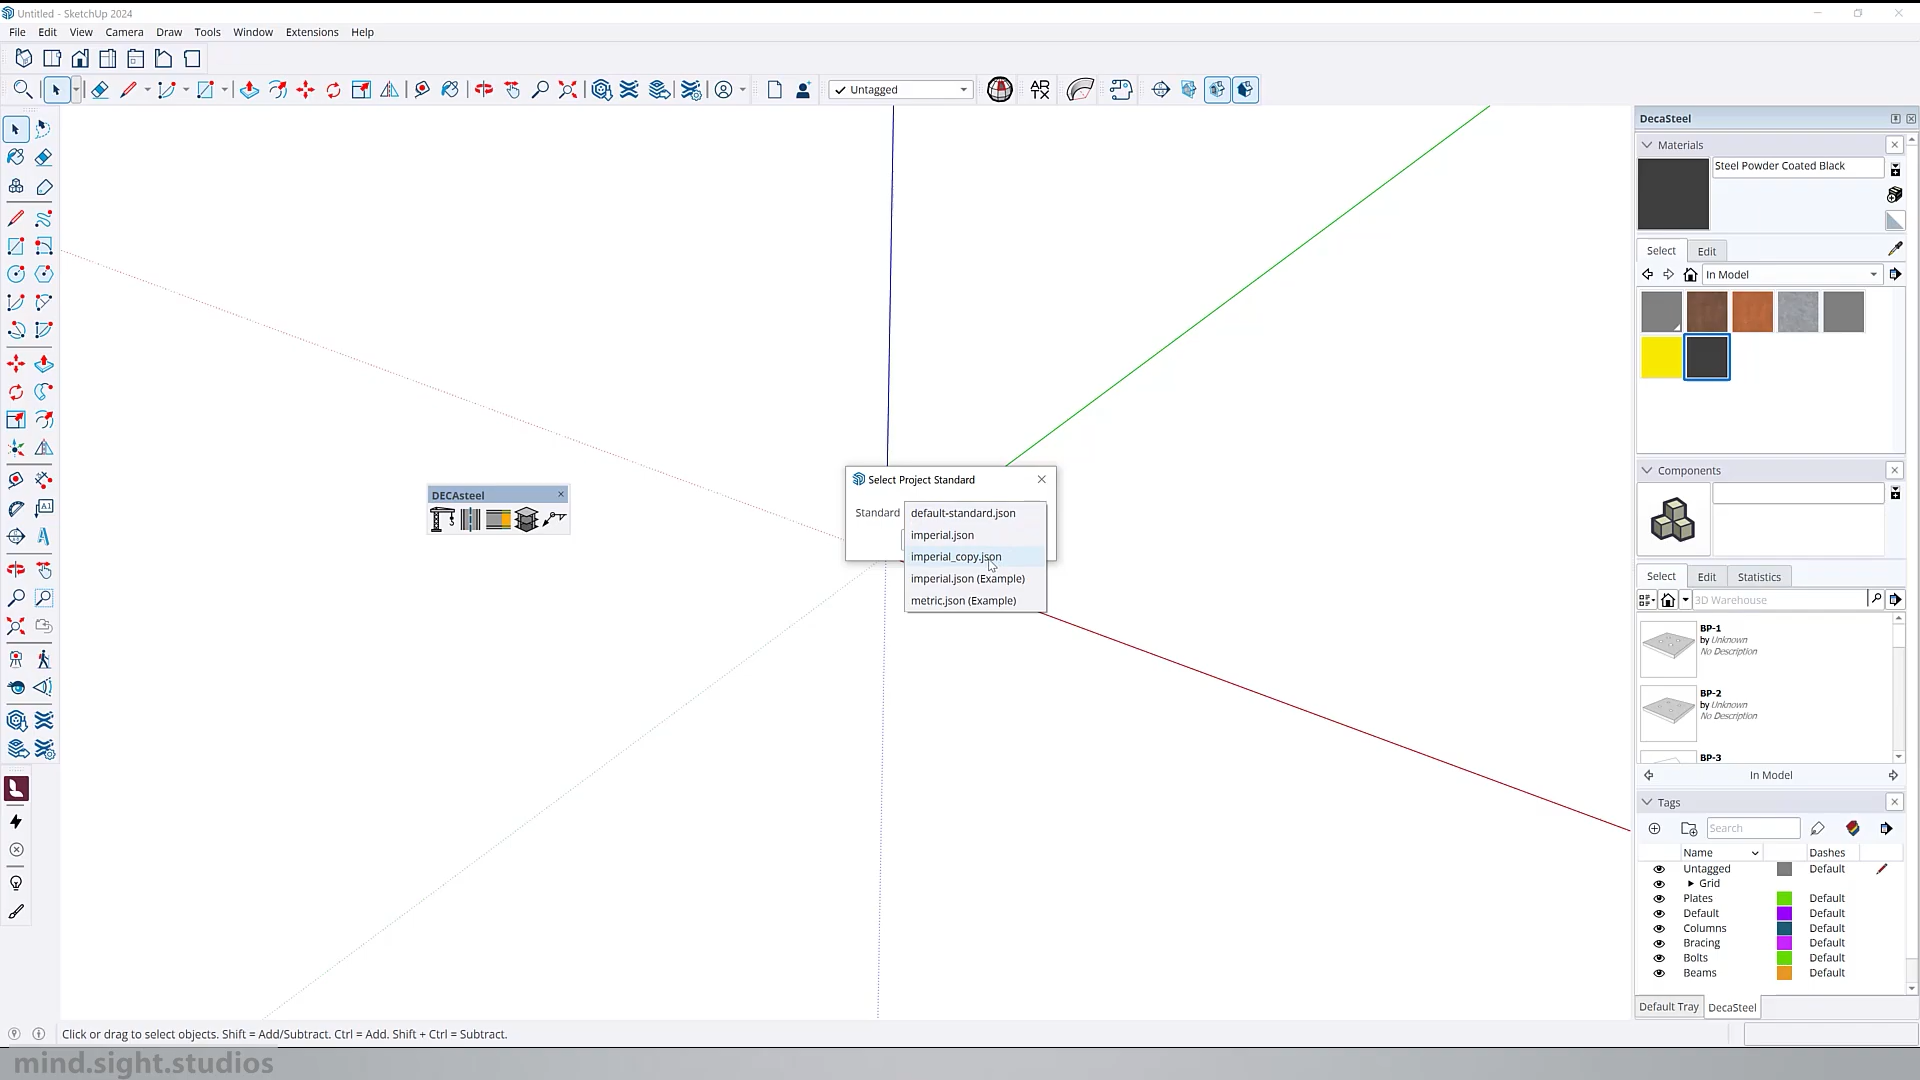 Untitled - SketchUp 2024
File Edit View Camera Draw Tools Window Extensions Help
Untagged
AR
TX
DecaSteel
Materials
Steel Powder Coated Black
Select Edit
In Model
DECAsteel
Select Project Standard
Standard
default-standard.json
imperial.json
imperial_copy.json
imperial.json (Example)
metric.json (Example)
Components
Select Edit Statistics
3D Warehouse
BP-1
by Unknown
No Description
BP-2
by Unknown
No Description
BP-3
In Model
Tags
Search
Name Dashes
Untagged Default
Grid
Plates Default
Default Default
Columns Default
Bracing Default
Bolts Default
Beams Default
Default Tray DecaSteel
Click or drag to select objects. Shift = Add/Subtract. Ctrl = Add. Shift + Ctrl = Subtract.
mind.sight.studios